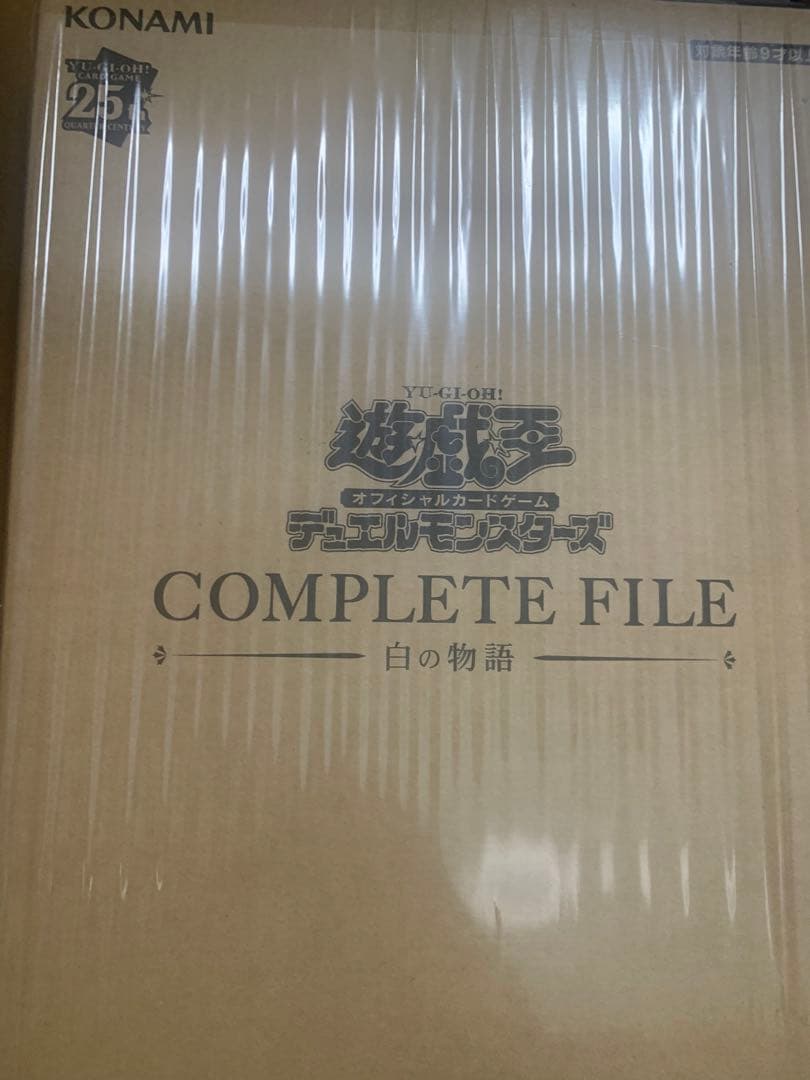 KONAMI
対象年齢9才以上
YU-GI-OH!
CARD GAME
25th
QUARTER CENTURY
YU-GI-OH!
遊戯王
オフィシャルカードゲーム
デュエルモンスターズ
COMPLETE FILE
白の物語